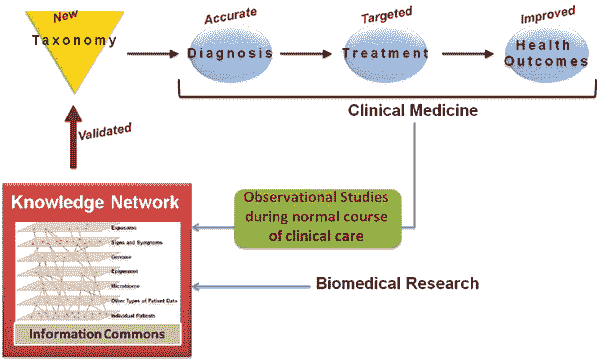 New
Taxonomy
Accurate
Diagnosis
Targeted
Treatment
Improved
Health
Outcomes
Clinical Medicine
Validated
Knowledge Network
Exposome
Signs and Symptoms
Genome
Epigenome
Microbiome
Other Types of Patient Data
Individual Patients
Information Commons
Observational Studies
during normal course
of clinical care
Biomedical Research